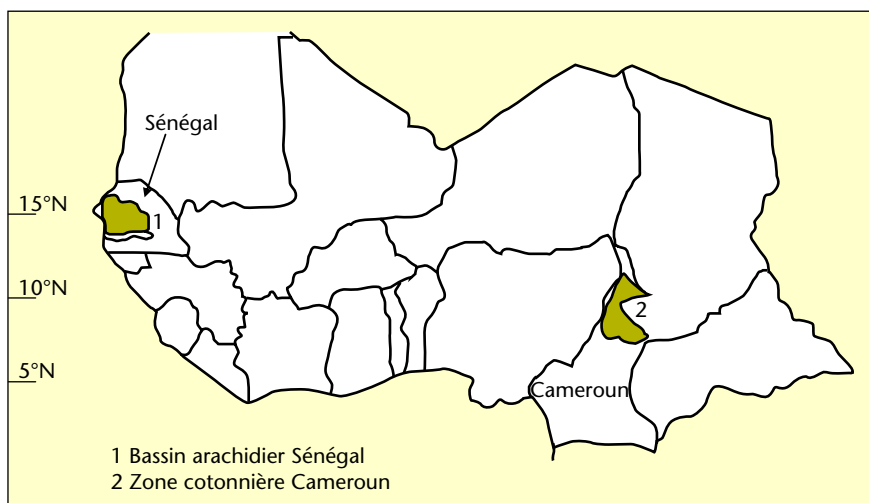 Sénégal
15°N
1
10°N
2
5°N
Cameroun
1 Bassin arachidier Sénégal
2 Zone cotonnière Cameroun